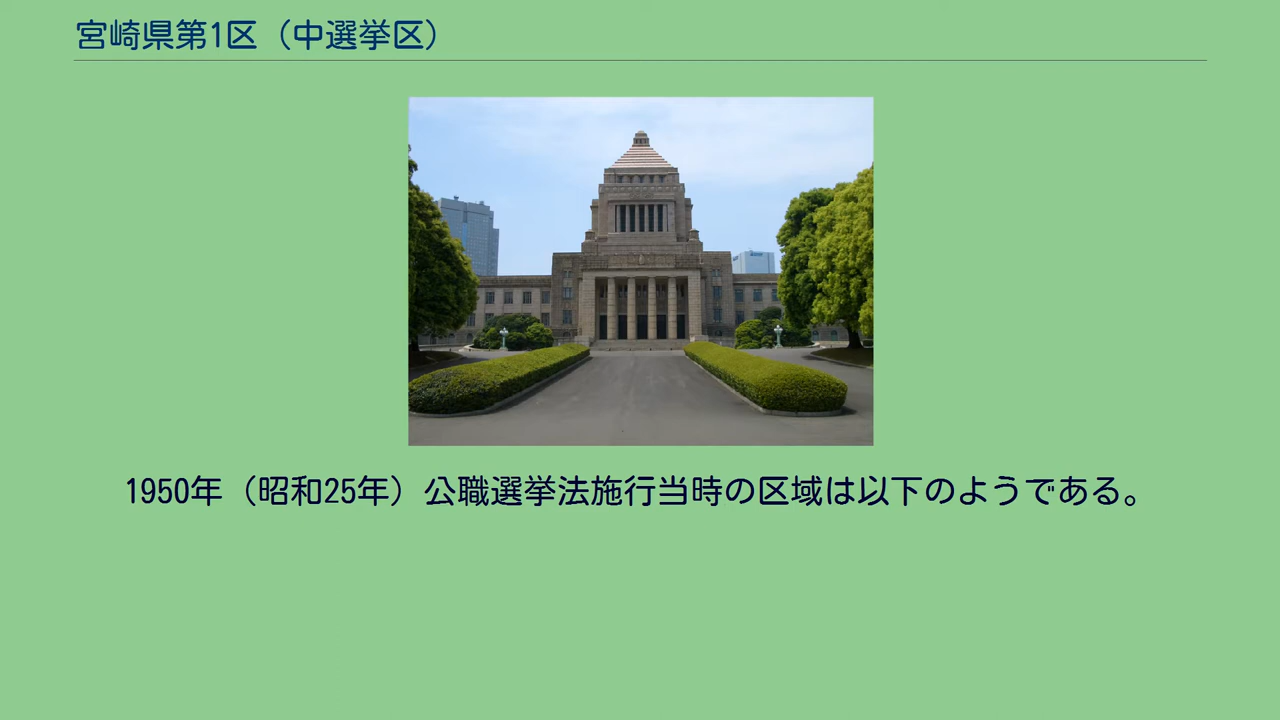 宮崎県第1区（中選挙区）
1950年（昭和25年）公職選挙法施行当時の区域は以下のようである。